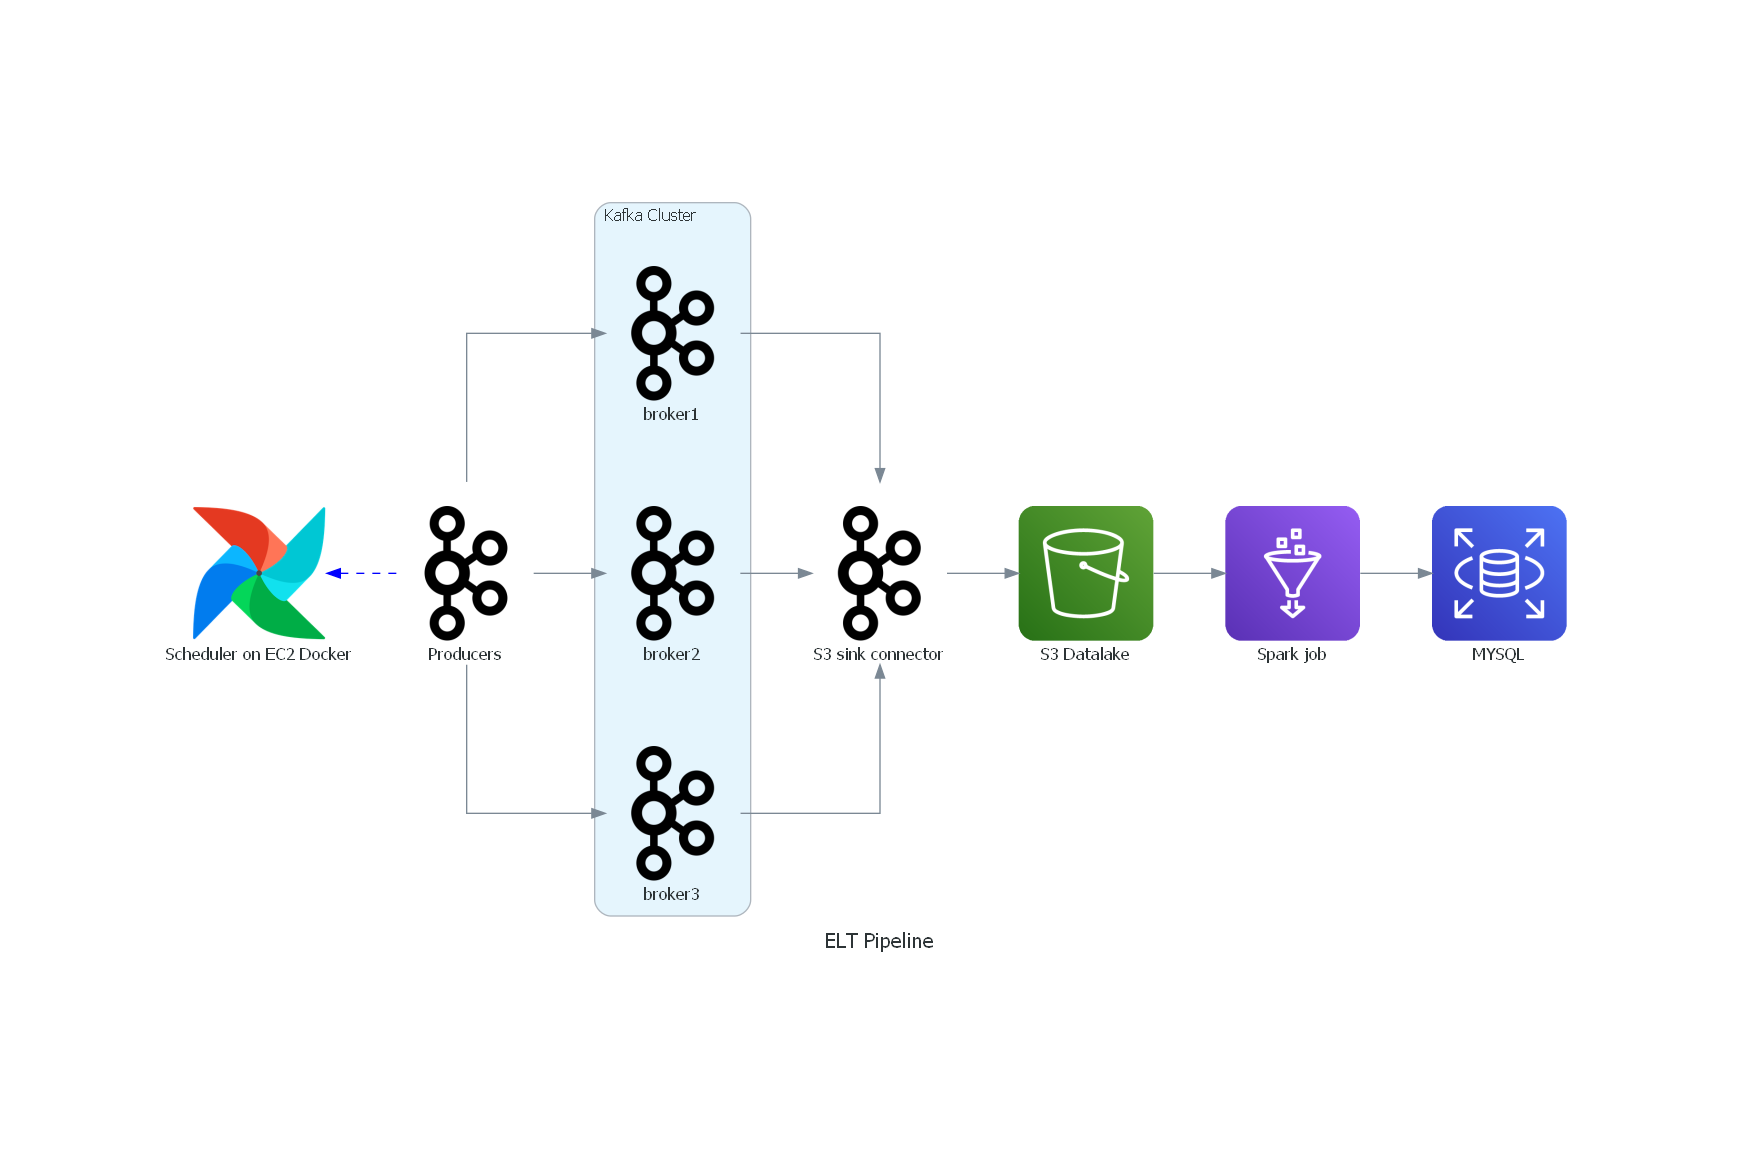 Kafka Cluster
broker1
Scheduler on EC2 Docker
Producers
broker2
S3 sink connector
S3 Datalake
Spark job
MYSQL
broker3
ELT Pipeline